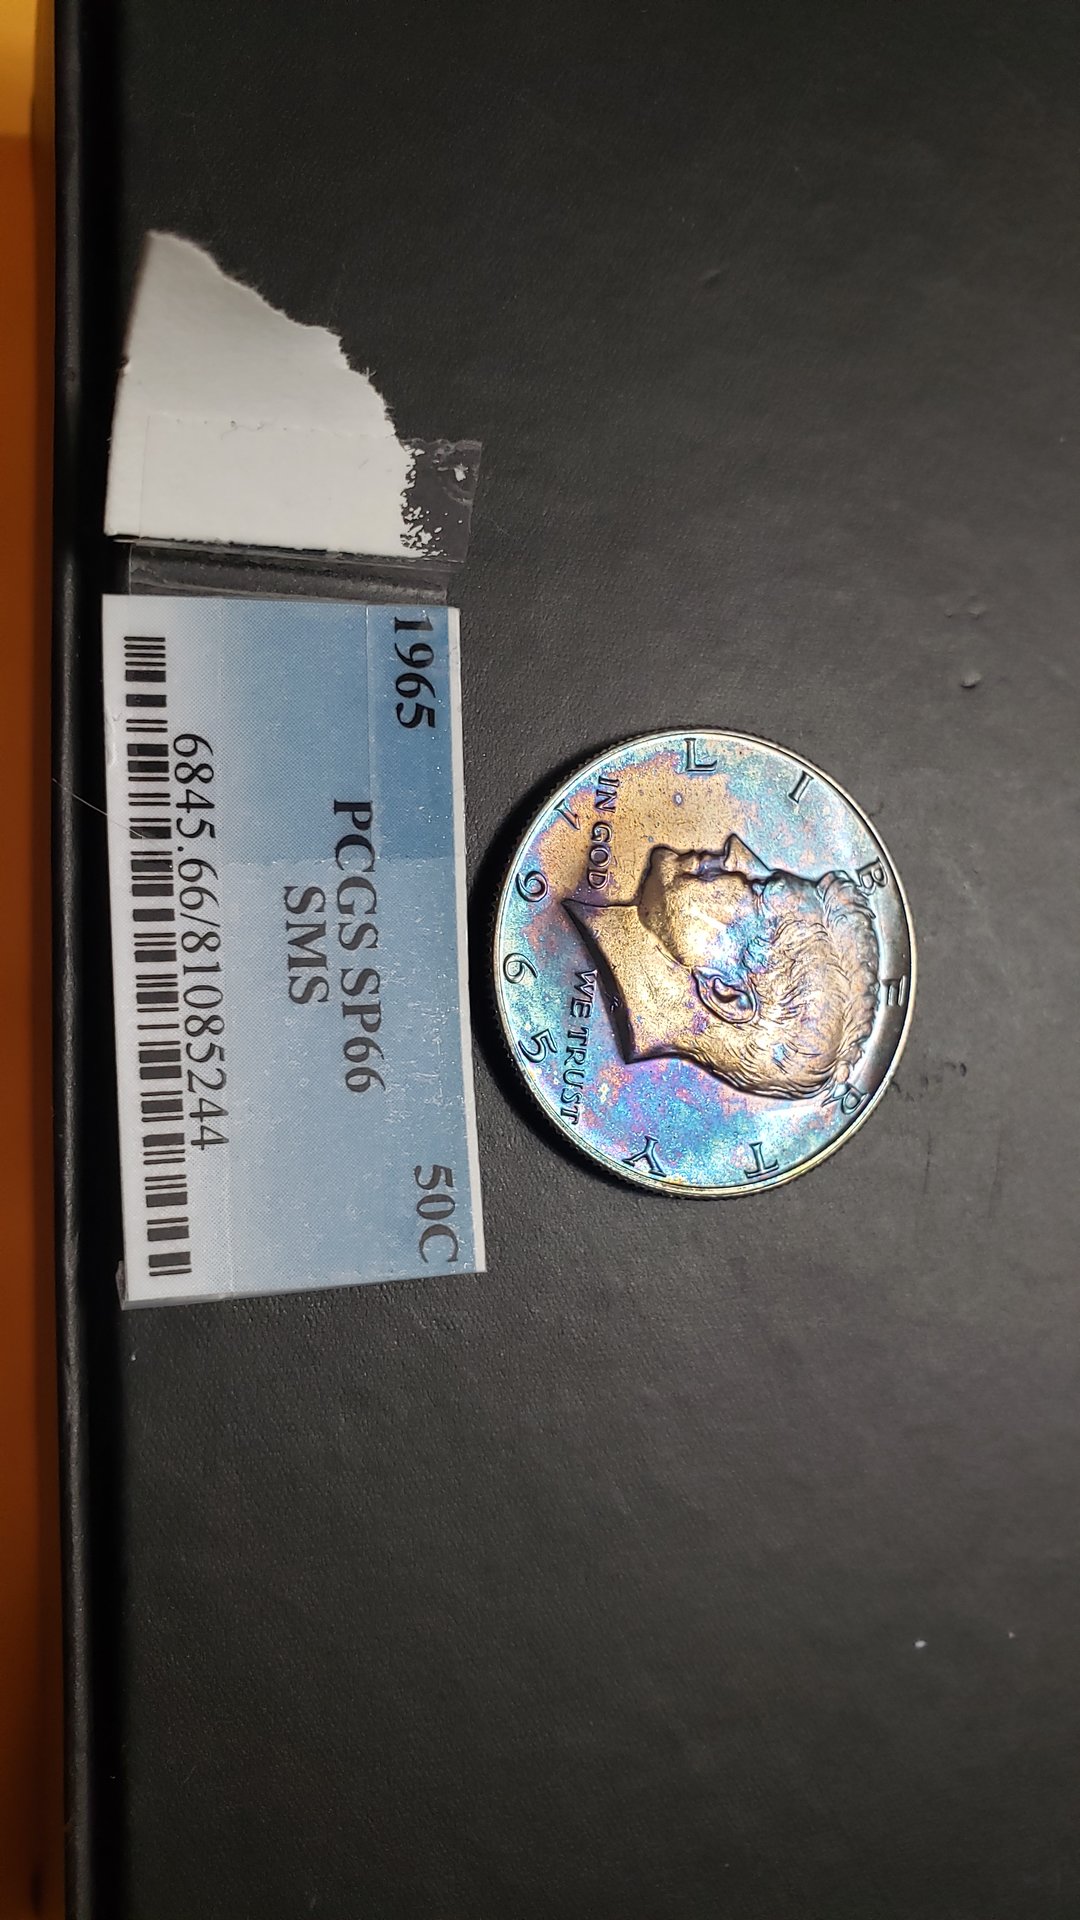 1965 50C
PCGS SP66
SMS
6845.66/81085244
LIBERTY
IN GOD WE TRUST
1965